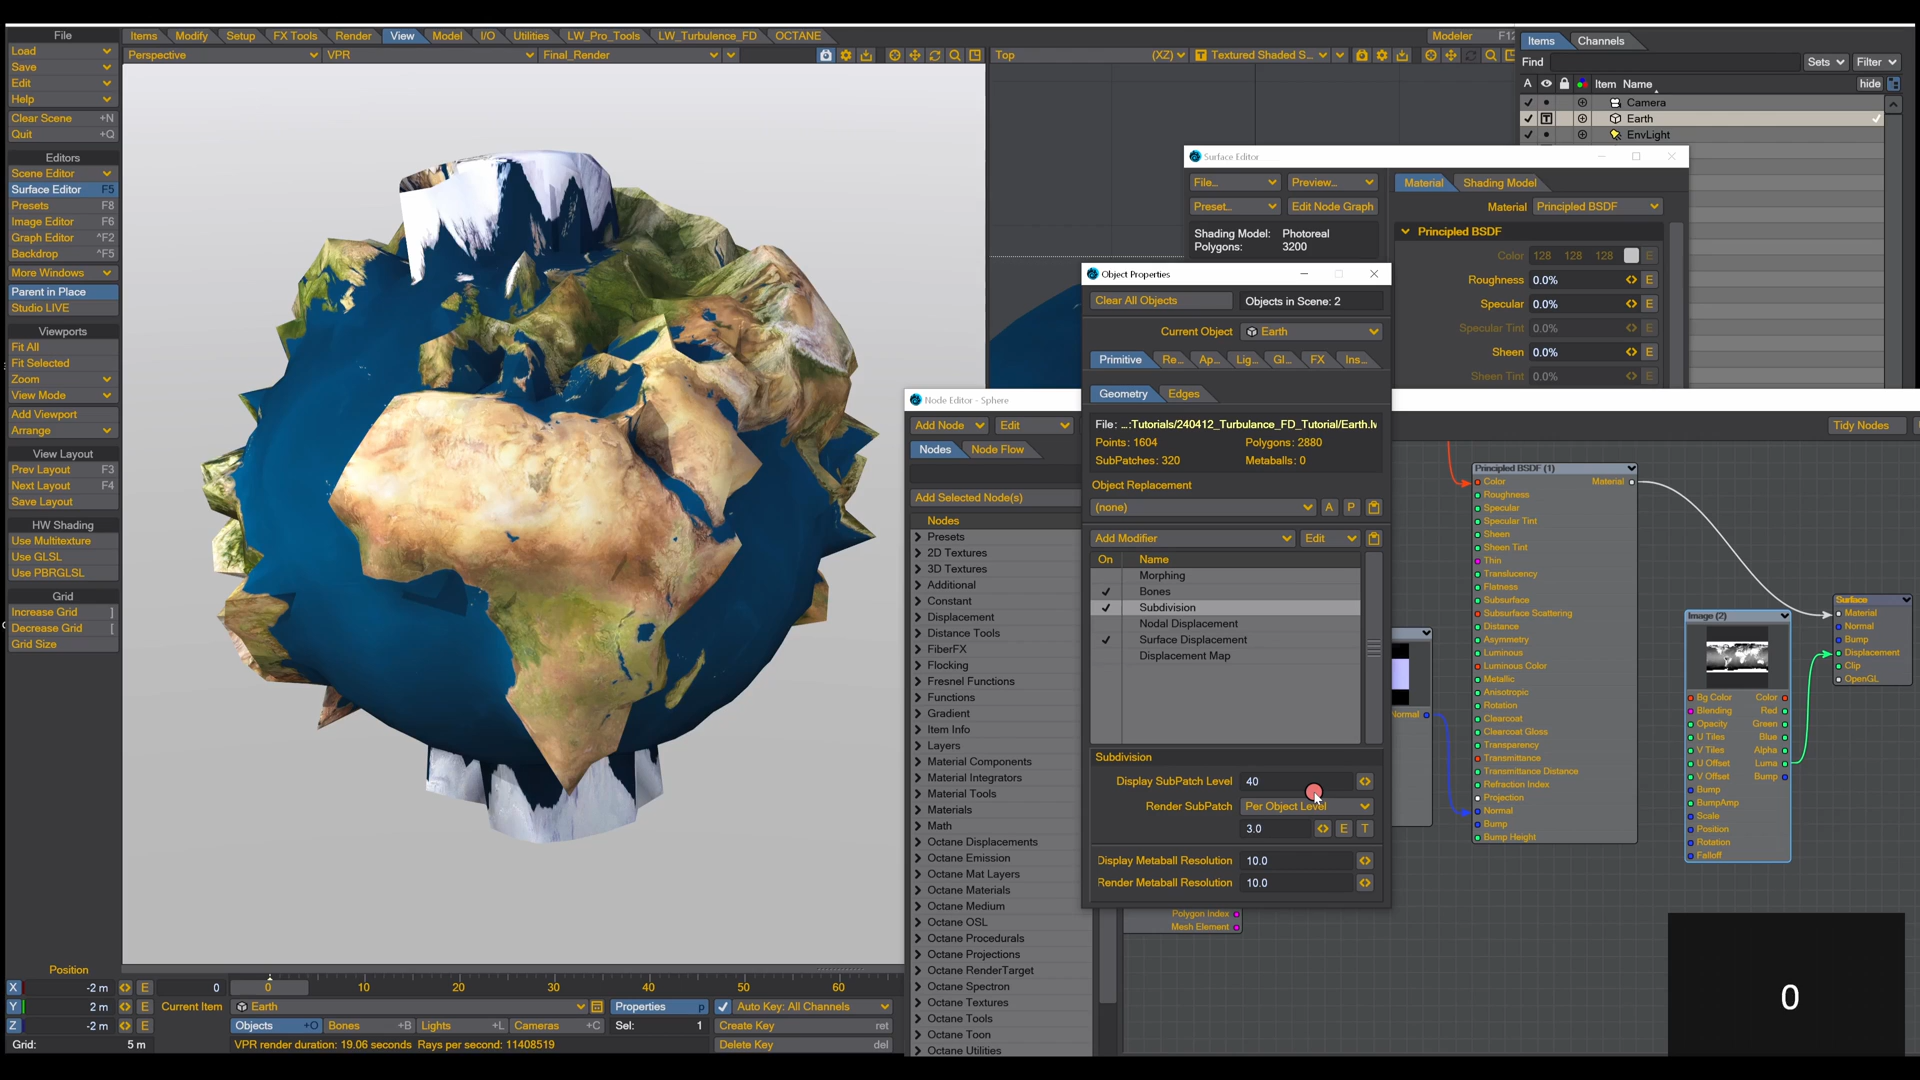 File
Load
Save
Edit
Help
Clear Scene +N
Quit +Q
Editors
Scene Editor
Surface Editor F5
Presets F8
Image Editor F6
Graph Editor ^F2
Backdrop ^F5
More Windows
Parent in Place
Studio LIVE
Viewports
Fit All
Fit Selected
Zoom
View Mode
Add Viewport
Arrange
View Layout
Prev Layout F3
Next Layout F4
Save Layout
HW Shading
Use Multitexture
Use GLSL
Use PBRGLSL
Grid
Increase Grid ]
Decrease Grid [
Grid Size
Items Modify Setup FX Tools Render View Model I/O Utilities LW_Pro_Tools LW_Turbulence_FD OCTANE Modeler F12
Perspective VPR Final_Render Top (XZ) Textured Shaded S...
Items Channels
Find Sets Filter
A Item Name hide
Camera
Earth
EnvLight
Surface Editor
File... Preview...
Preset... Edit Node Graph
Shading Model: Photoreal
Polygons: 3200
Material Shading Model
Material Principled BSDF
Principled BSDF
Color 128 128 128 E
Roughness 0.0% E
Specular 0.0% E
Specular Tint 0.0% E
Sheen 0.0% E
Sheen Tint 0.0% E
Object Properties
Clear All Objects Objects in Scene: 2
Current Object Earth
Primitive Re... Ap... Lig... Gl... FX Ins...
Geometry Edges
File: ...:Tutorials/240412_Turbulance_FD_Tutorial/Earth.
Points: 1604 Polygons: 2880
SubPatches: 320 Metaballs: 0
Object Replacement
(none) A P
Add Modifier Edit
On Name
Morphing
Bones
Subdivision
Nodal Displacement
Surface Displacement
Displacement Map
Subdivision
Display SubPatch Level 40
Render SubPatch Per Object Level
3.0 E T
Display Metaball Resolution 10.0
Render Metaball Resolution 10.0
Node Editor - Sphere
Add Node Edit
Nodes Node Flow
Add Selected Node(s)
Nodes
Presets
2D Textures
3D Textures
Additional
Constant
Displacement
Distance Tools
FiberFX
Flocking
Fresnel Functions
Functions
Gradient
Item Info
Layers
Material Components
Material Integrators
Material Tools
Materials
Math
Octane Displacements
Octane Emission
Octane Mat Layers
Octane Materials
Octane Medium
Octane OSL
Octane Procedurals
Octane Projections
Octane RenderTarget
Octane Spectron
Octane Textures
Octane Tools
Octane Toon
Octane Utilities
Tidy Nodes
Principled BSDF (1)
Color Material
Roughness
Specular
Specular Tint
Sheen
Sheen Tint
Thin
Translucency
Flatness
Subsurface
Subsurface Scattering
Distance
Asymmetry
Luminous
Luminous Color
Metallic
Anisotropic
Rotation
Clearcoat
Clearcoat Gloss
Transparency
Transmittance
Transmittance Distance
Refraction Index
Projection
Normal
Bump
Bump Height
Normal
Polygon Index
Mesh Element
Image (2)
Bg Color Color
Blending Red
Opacity Green
U Tiles Blue
V Tiles Alpha
U Offset Luma
V Offset Bump
Bump
BumpAmp
Scale
Position
Rotation
Falloff
Surface
Material
Normal
Bump
Displacement
Clip
OpenGL
0
Position
X -2 m E
Y 2 m E
Z -2 m E
Grid: 5 m
0 0 10 20 30 40 50 60
Current Item Earth Properties p Auto Key: All Channels
Objects +O Bones +B Lights +L Cameras +C Sel: 1 Create Key ret
VPR render duration: 19.06 seconds Rays per second: 11408519 Delete Key del